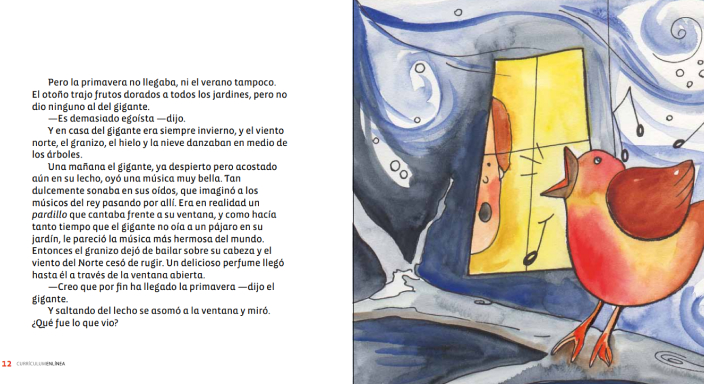 Pero la primavera no llegaba, ni el verano tampoco.
El otoño trajo frutos dorados a todos los jardines, pero no
dio ninguno al del gigante.
—Es demasiado egoísta —dijo.
Y en casa del gigante era siempre invierno, y el viento
norte, el granizo, el hielo y la nieve danzaban en medio de
los árboles.
Una mañana el gigante, ya despierto pero acostado
aún en su lecho, oyó una música muy bella. Tan
dulcemente sonaba en sus oídos, que imaginó a los
músicos del rey pasando por allí. Era en realidad un
pardillo que cantaba frente a su ventana, y como hacía
tanto tiempo que el gigante no oía a un pájaro en su
jardín, le pareció la música más hermosa del mundo.
Entonces el granizo dejó de bailar sobre su cabeza y el
viento del Norte cesó de rugir. Un delicioso perfume llegó
hasta él a través de la ventana abierta.
—Creo que por fin ha llegado la primavera —dijo el
gigante.
Y saltando del lecho se asomó a la ventana y miró.
¿Qué fue lo que vio?
12 CURRÍCULUMENLÍNEA